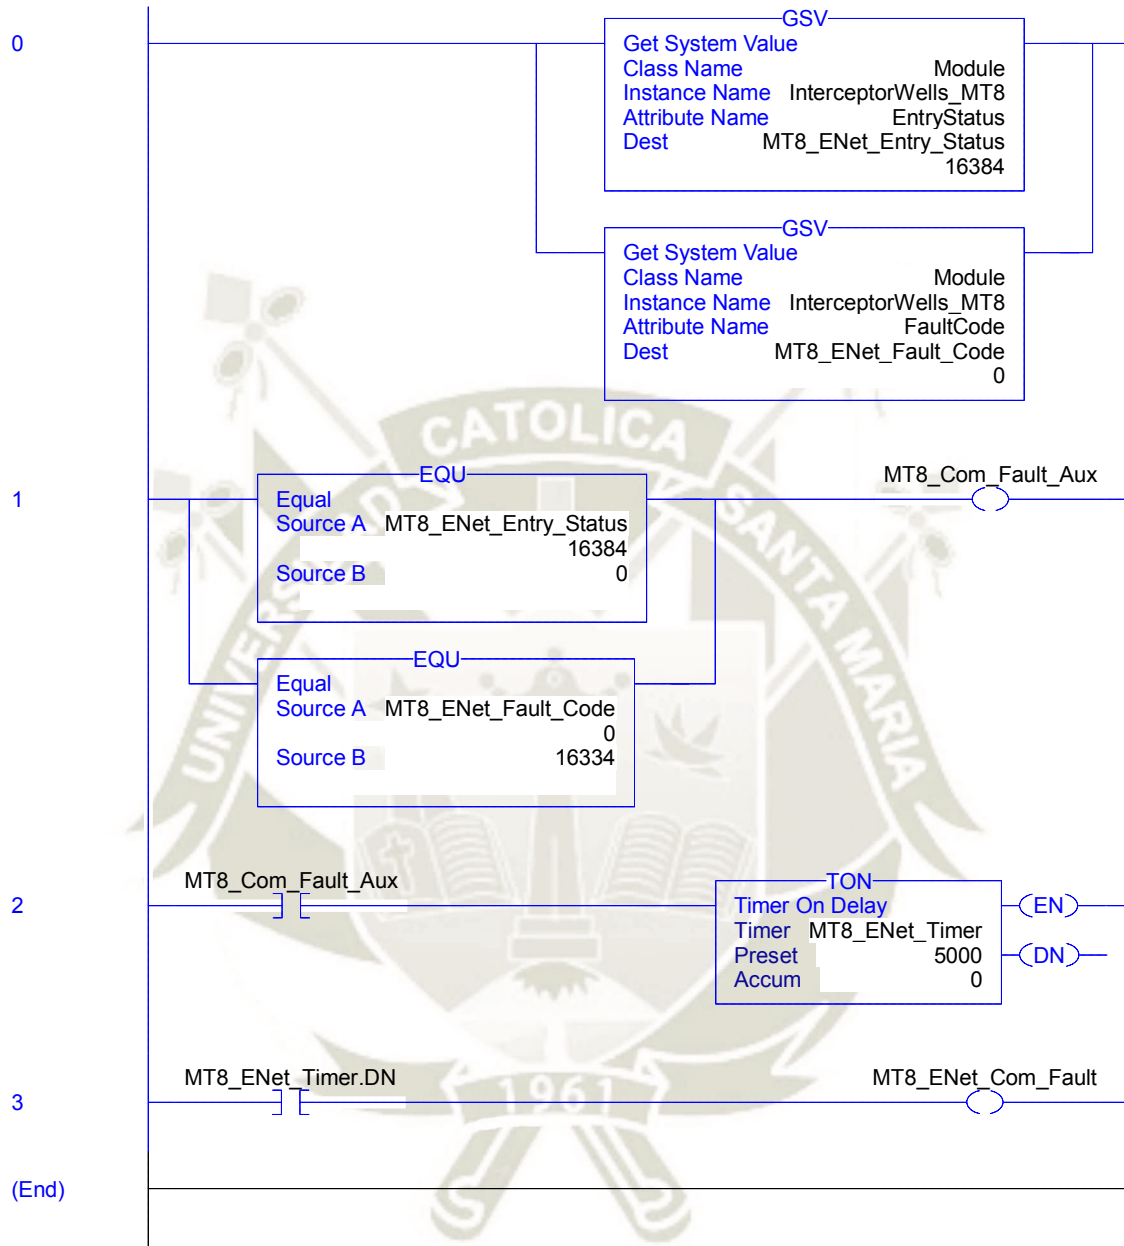 0
GSV
Get System Value
Class Name Module
Instance Name InterceptorWells_MT8
Attribute Name EntryStatus
Dest MT8_ENet_Entry_Status
16384
GSV
Get System Value
Class Name Module
Instance Name InterceptorWells_MT8
Attribute Name FaultCode
Dest MT8_ENet_Fault_Code
0
1
EQU
Equal
Source A MT8_ENet_Entry_Status
16384
Source B 0
MT8_Com_Fault_Aux
EQU
Equal
Source A MT8_ENet_Fault_Code
0
Source B 16334
2
MT8_Com_Fault_Aux
TON
Timer On Delay
Timer MT8_ENet_Timer
Preset 5000
Accum 0
EN
DN
3
MT8_ENet_Timer.DN
MT8_ENet_Com_Fault
(End)
UNIVERSIDAD CATOLICA SANTA MARIA
1961